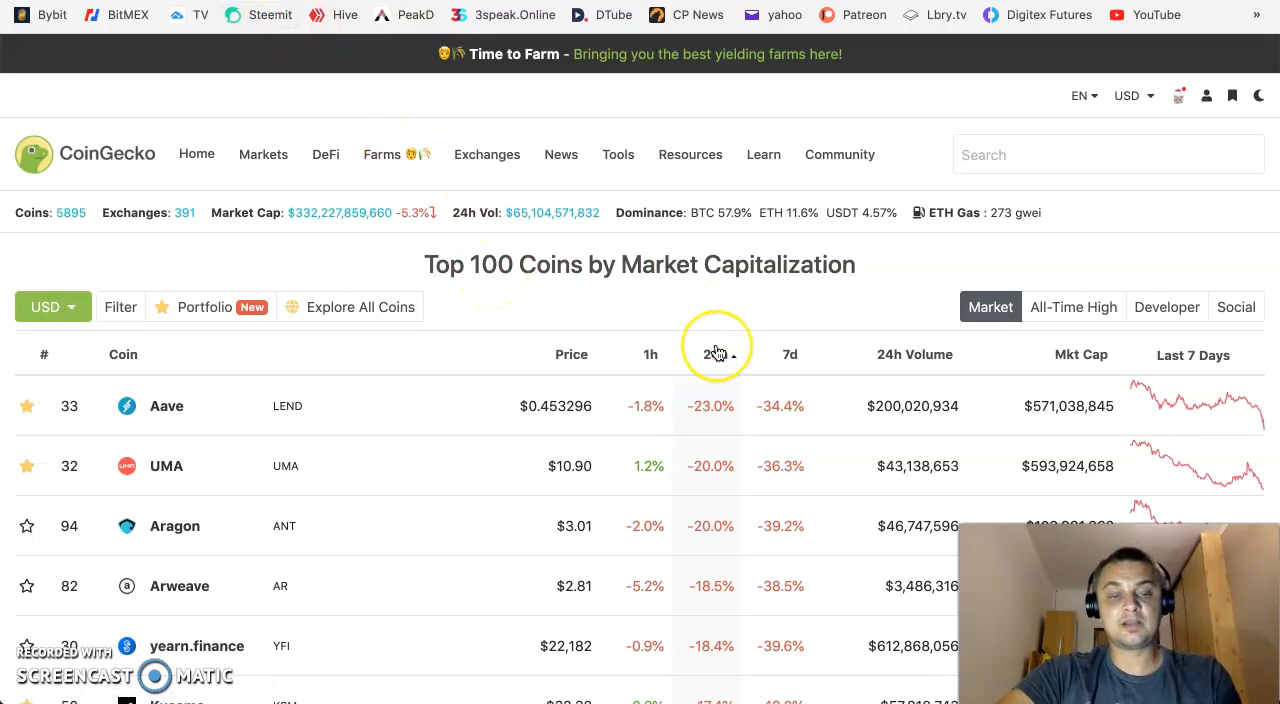 Bybit BitMEX TV Steemit Hive PeakD 3speak.Online DTube CP News yahoo Patreon Lbry.tv Digitex Futures YouTube »
Time to Farm - Bringing you the best yielding farms here!
EN USD
CoinGecko Home Markets DeFi Farms Exchanges News Tools Resources Learn Community Search
Coins: 5895 Exchanges: 391 Market Cap: $332,227,859,660 -5.3% 24h Vol: $65,104,571,832 Dominance: BTC 57.9% ETH 11.6% USDT 4.57% ETH Gas : 273 gwei
Top 100 Coins by Market Capitalization
USD Filter Portfolio New Explore All Coins Market All-Time High Developer Social
# Coin Price 1h 7d 24h Volume Mkt Cap Last 7 Days
33 Aave LEND $0.453296 -1.8% -23.0% -34.4% $200,020,934 $571,038,845
32 UMA UMA $10.90 1.2% -20.0% -36.3% $43,138,653 $593,924,658
94 Aragon ANT $3.01 -2.0% -20.0% -39.2% $46,747,596
82 Arweave AR $2.81 -5.2% -18.5% -38.5% $3,486,316
30 yearn.finance YFI $22,182 -0.9% -18.4% -39.6% $612,868,056
RECORDED WITH
SCREENCAST MATIC